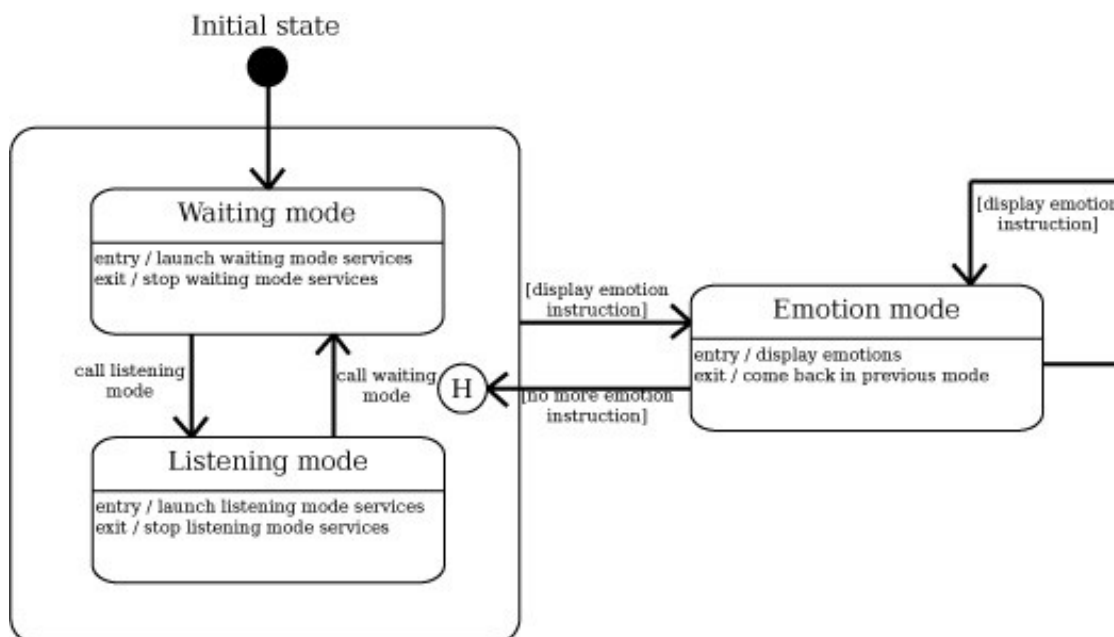 Initial state
Waiting mode
entry / launch waiting mode services
exit / stop waiting mode services
call listening
mode
call waiting
mode
H
Listening mode
entry / launch listening mode services
exit / stop listening mode services
[display emotion
instruction]
[no more emotion
instruction]
Emotion mode
entry / display emotions
exit / come back in previous mode
[display emotion
instruction]